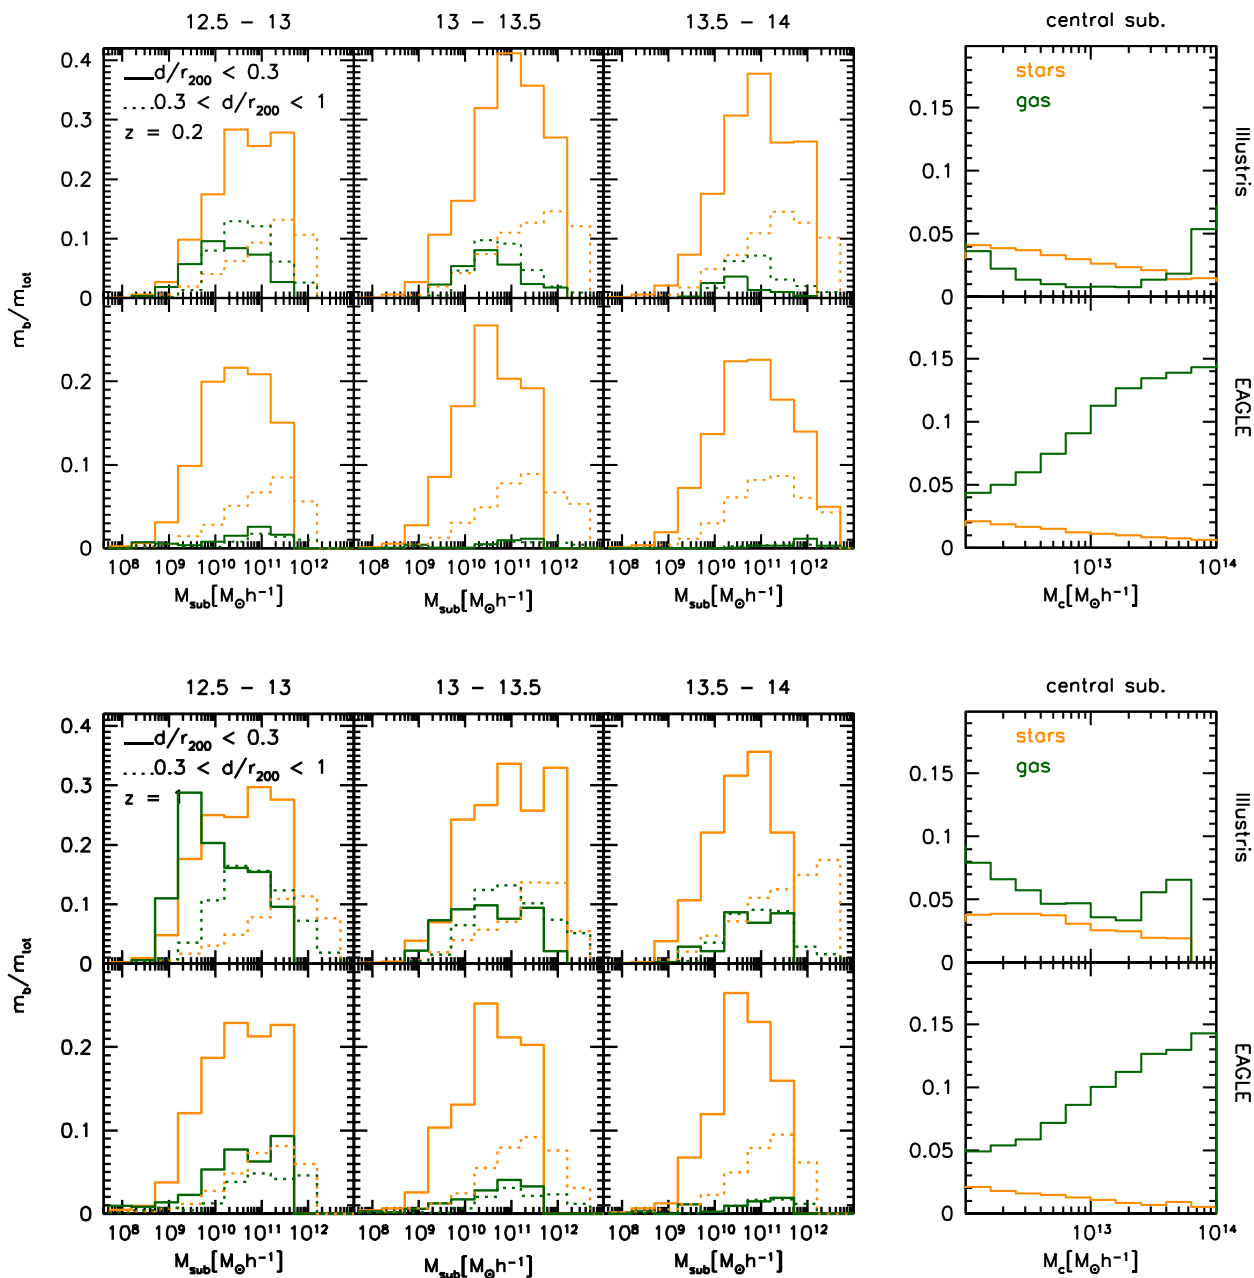 12.5 – 13 13 – 13.5 13.5 – 14 central sub.
0.4 d/r200 < 0.3 stars 0.15
0.3 < d/r200 < 1 gas
0.3 z = 0.2
0.1
0.2
0.1 0.05
0 0
Illustris
m_b/m_tot
0.2 0.15
0.1
0.1 0.05
0 0
EAGLE
10^8 10^9 10^10 10^11 10^12 10^8 10^9 10^10 10^11 10^12 10^8 10^9 10^10 10^11 10^12 10^13 10^14
M_sub[M⊙h^-1] M_sub[M⊙h^-1] M_sub[M⊙h^-1] M_c[M⊙h^-1]
12.5 – 13 13 – 13.5 13.5 – 14 central sub.
0.4 d/r200 < 0.3 stars
0.3 < d/r200 < 1 gas 0.15
0.3 z = 1
0.1
0.2
0.1 0.05
0 0
Illustris
m_b/m_tot
0.2 0.15
0.1
0.1 0.05
0 0
EAGLE
10^8 10^9 10^10 10^11 10^12 10^8 10^9 10^10 10^11 10^12 10^8 10^9 10^10 10^11 10^12 10^13 10^14
M_sub[M⊙h^-1] M_sub[M⊙h^-1] M_sub[M⊙h^-1] M_c[M⊙h^-1]